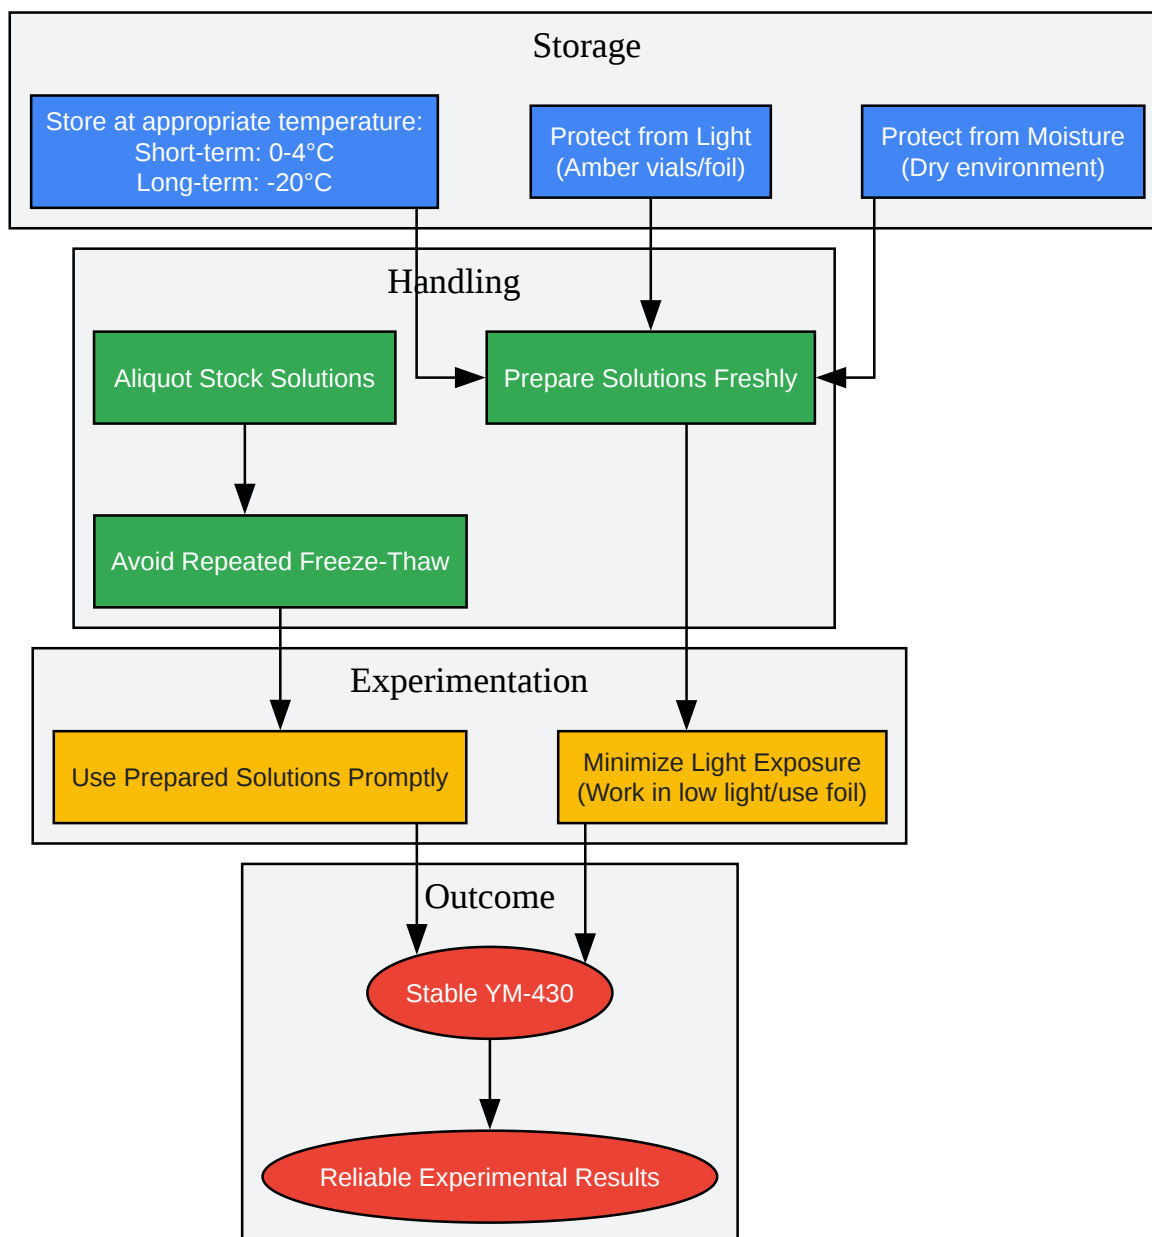 Storage
Store at appropriate temperature:
Short-term: 0-4°C
Long-term: -20°C
Protect from Light
(Amber vials/foil)
Protect from Moisture
(Dry environment)
Handling
Aliquot Stock Solutions
Prepare Solutions Freshly
Avoid Repeated Freeze-Thaw
Experimentation
Use Prepared Solutions Promptly
Minimize Light Exposure
(Work in low light/use foil)
Outcome
Stable YM-430
Reliable Experimental Results